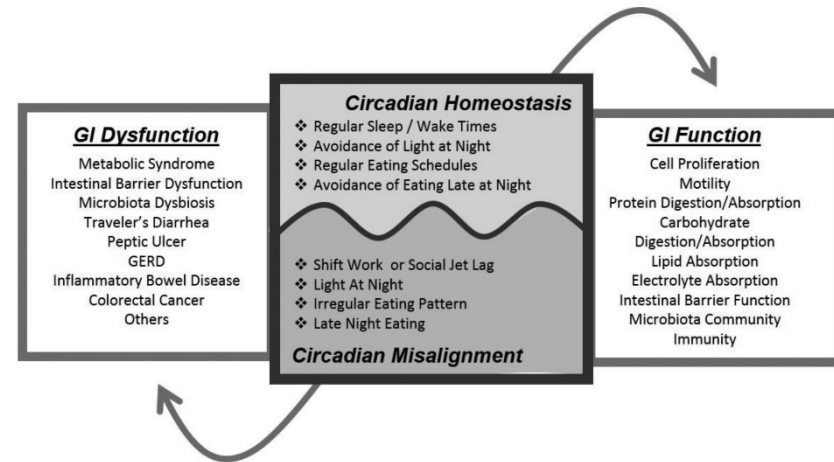 GI Dysfunction
Metabolic Syndrome
Intestinal Barrier Dysfunction
Microbiota Dysbiosis
Traveler's Diarrhea
Peptic Ulcer
GERD
Inflammatory Bowel Disease
Colorectal Cancer
Others
Circadian Homeostasis
❖ Regular Sleep / Wake Times
❖ Avoidance of Light at Night
❖ Regular Eating Schedules
❖ Avoidance of Eating Late at Night
❖ Shift Work or Social Jet Lag
❖ Light At Night
❖ Irregular Eating Pattern
❖ Late Night Eating
Circadian Misalignment
GI Function
Cell Proliferation
Motility
Protein Digestion/Absorption
Carbohydrate
Digestion/Absorption
Lipid Absorption
Electrolyte Absorption
Intestinal Barrier Function
Microbiota Community
Immunity